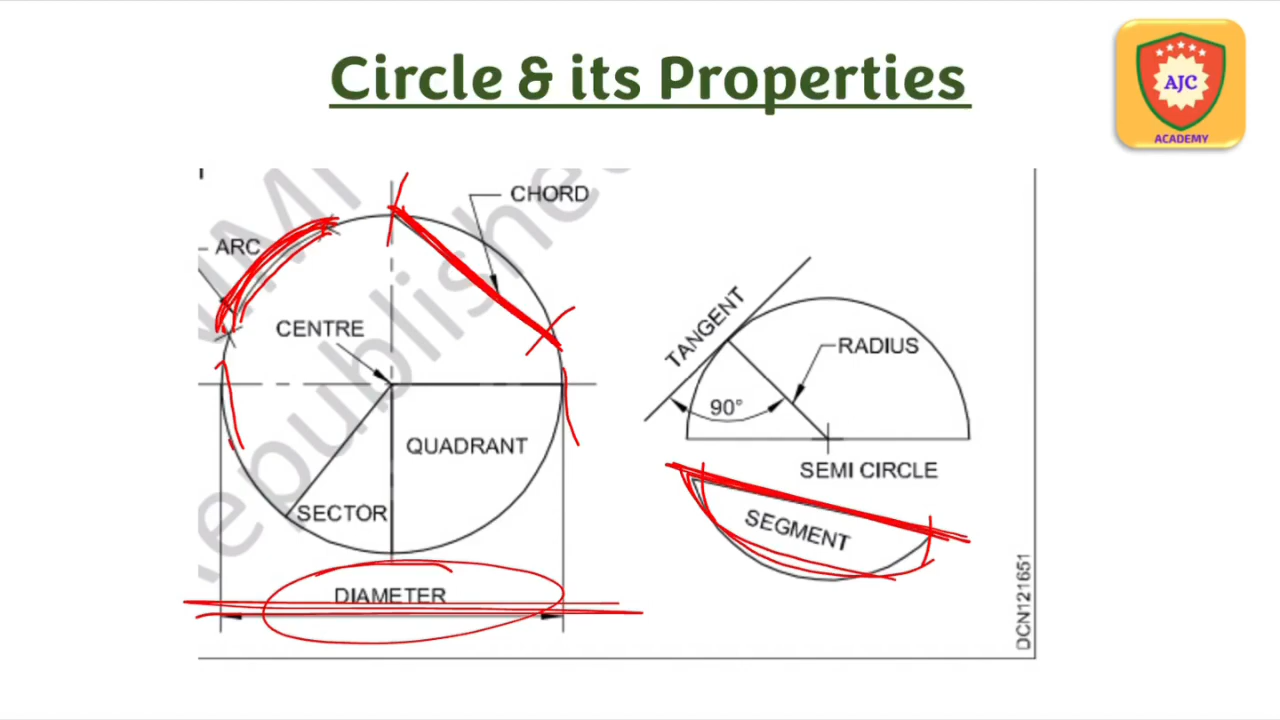 Circle & its Properties
AJC
ACADEMY
CHORD
ARC
CENTRE
QUADRANT
SECTOR
DIAMETER
TANGENT
RADIUS
90°
SEMI CIRCLE
SEGMENT
DCN121651